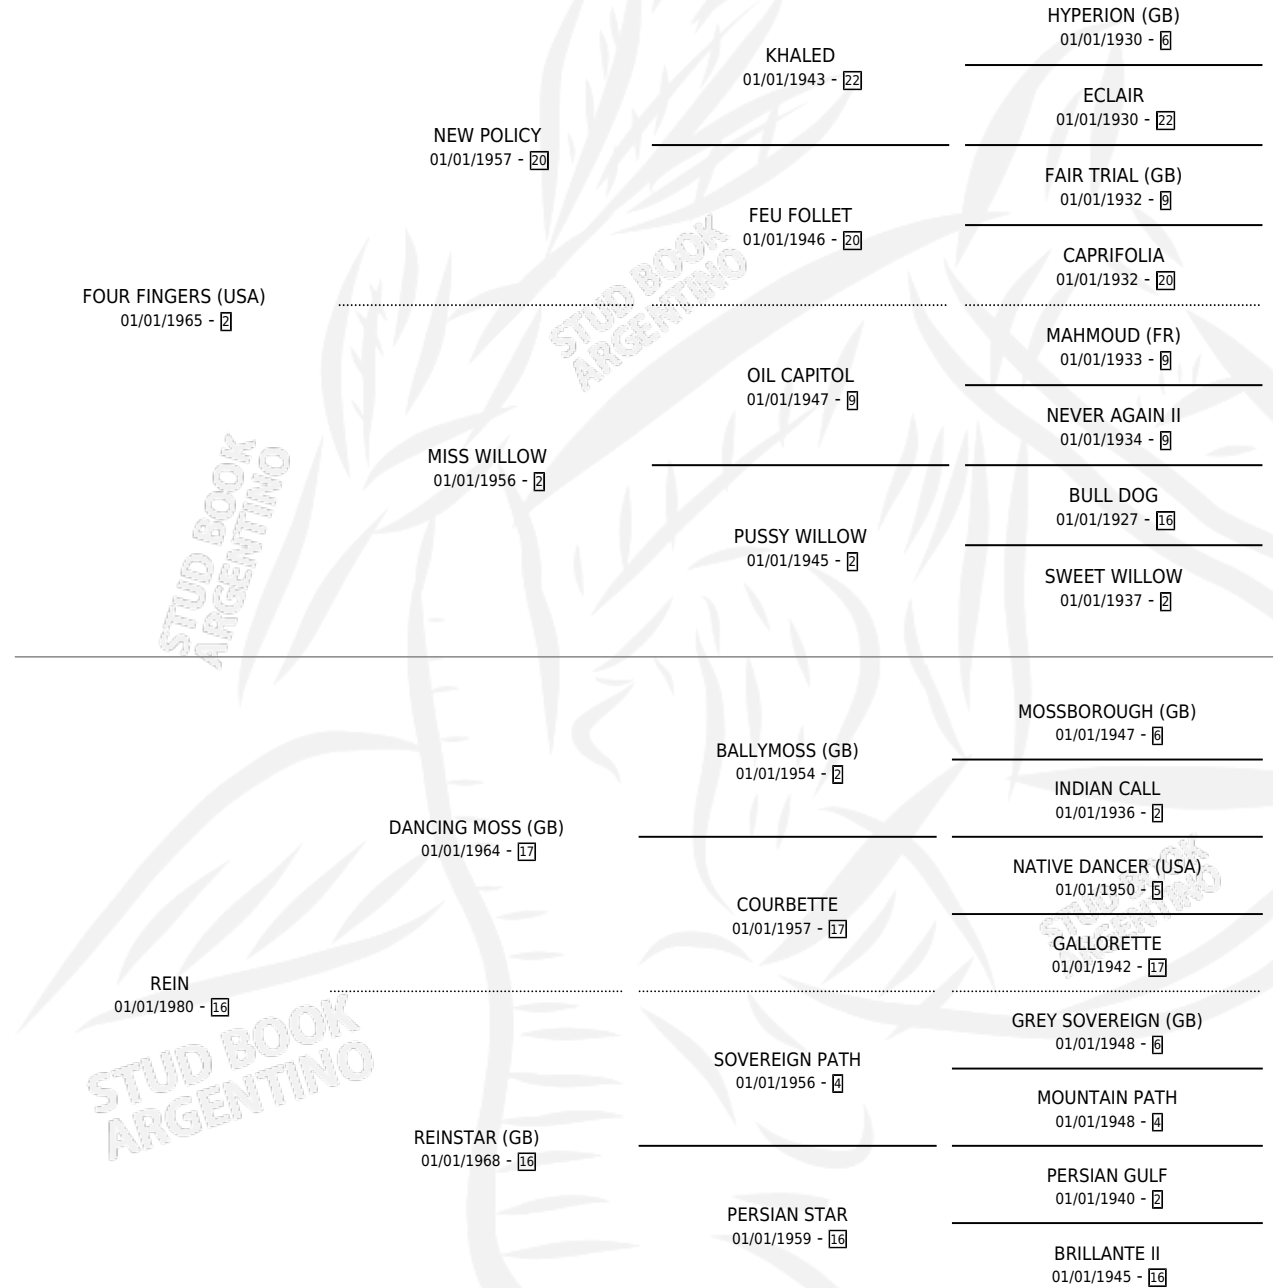 HYPERION (GB)
01/01/1930 - 6
KHALED
01/01/1943 - 22
ECLAIR
01/01/1930 - 22
NEW POLICY
01/01/1957 - 20
FAIR TRIAL (GB)
01/01/1932 - 9
FEU FOLLET
01/01/1946 - 20
CAPRIFOLIA
01/01/1932 - 20
FOUR FINGERS (USA)
01/01/1965 - 2
MAHMOUD (FR)
01/01/1933 - 9
OIL CAPITOL
01/01/1947 - 9
NEVER AGAIN II
01/01/1934 - 9
MISS WILLOW
01/01/1956 - 2
BULL DOG
01/01/1927 - 16
PUSSY WILLOW
01/01/1945 - 2
SWEET WILLOW
01/01/1937 - 2
MOSSBOROUGH (GB)
01/01/1947 - 6
BALLYMOSS (GB)
01/01/1954 - 2
INDIAN CALL
01/01/1936 - 2
DANCING MOSS (GB)
01/01/1964 - 17
NATIVE DANCER (USA)
01/01/1950 - 5
COURBETTE
01/01/1957 - 17
GALLORETTE
01/01/1942 - 17
REIN
01/01/1980 - 16
GREY SOVEREIGN (GB)
01/01/1948 - 6
SOVEREIGN PATH
01/01/1956 - 4
MOUNTAIN PATH
01/01/1948 - 4
REINSTAR (GB)
01/01/1968 - 16
PERSIAN GULF
01/01/1940 - 2
PERSIAN STAR
01/01/1959 - 16
BRILLANTE II
01/01/1945 - 16
STUD BOOK
ARGENTINO
STUD BOOK
ARGENTINO
STUD BOOK
ARGENTINO
STUD BOOK
ARGENTINO